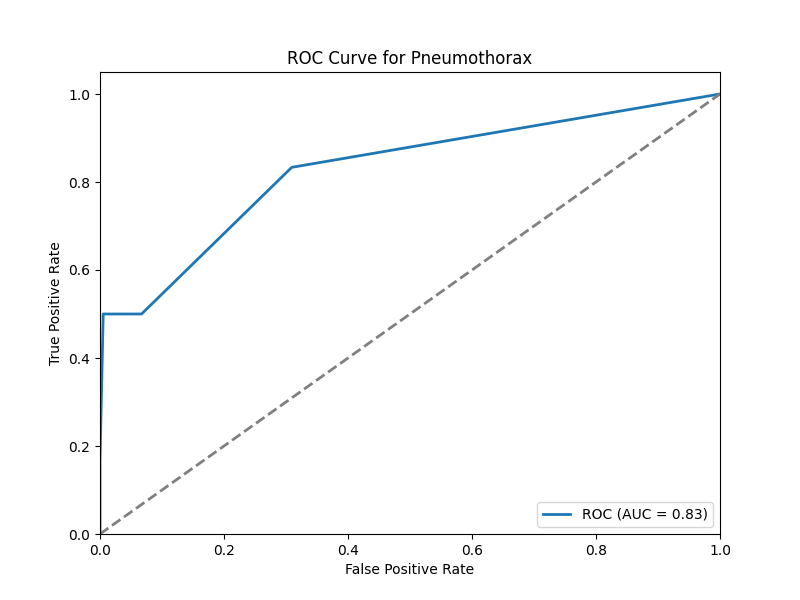 ROC Curve for Pneumothorax
True Positive Rate
1.0
0.8
0.6
0.4
0.2
0.0
0.0 0.2 0.4 0.6 0.8 1.0
False Positive Rate
ROC (AUC = 0.83)